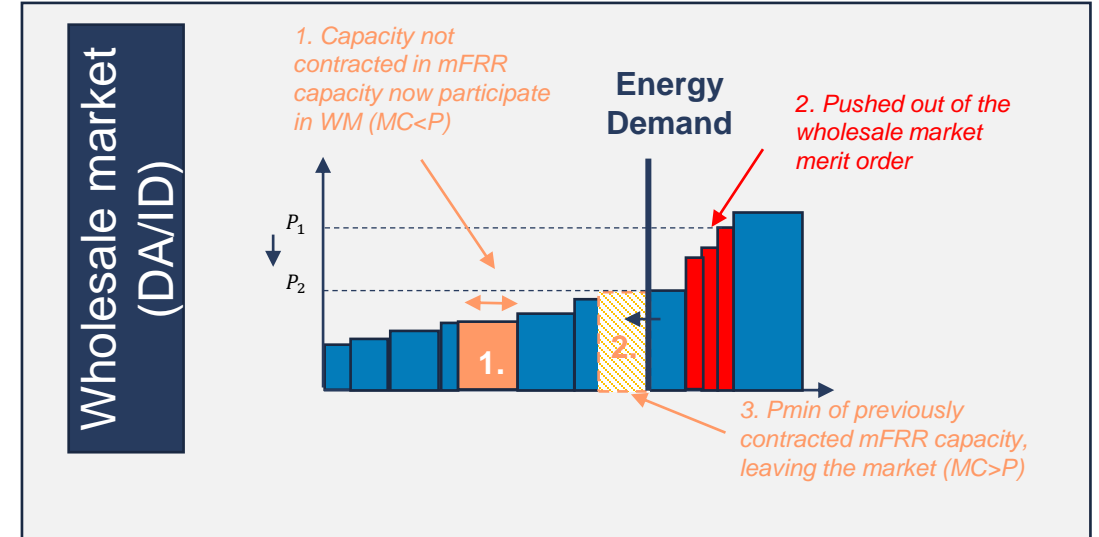 Wholesale market
(DA/ID)
1. Capacity not
contracted in mFRR
capacity now participate
in WM (MC<P)
Energy
Demand
2. Pushed out of the
wholesale market
merit order
P₁
P₂
1.
2.
3. Pmin of previously
contracted mFRR capacity,
leaving the market (MC>P)